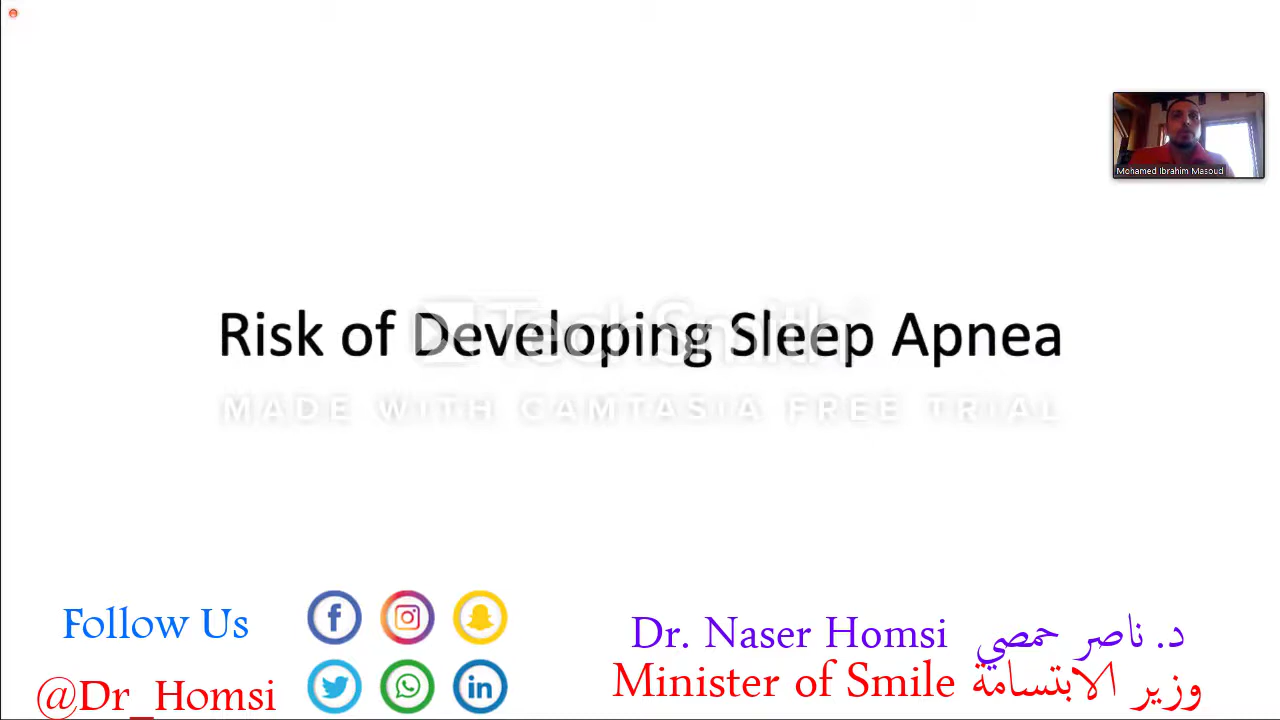 Mohamed Ibrahim Masoud
Risk of Developing Sleep Apnea
TechSmith
MADE WITH CAMTASIA FREE TRIAL
Follow Us
@Dr_Homsi
Dr. Naser Homsi د. ناصر حمصي
Minister of Smile وزير الابتسامة